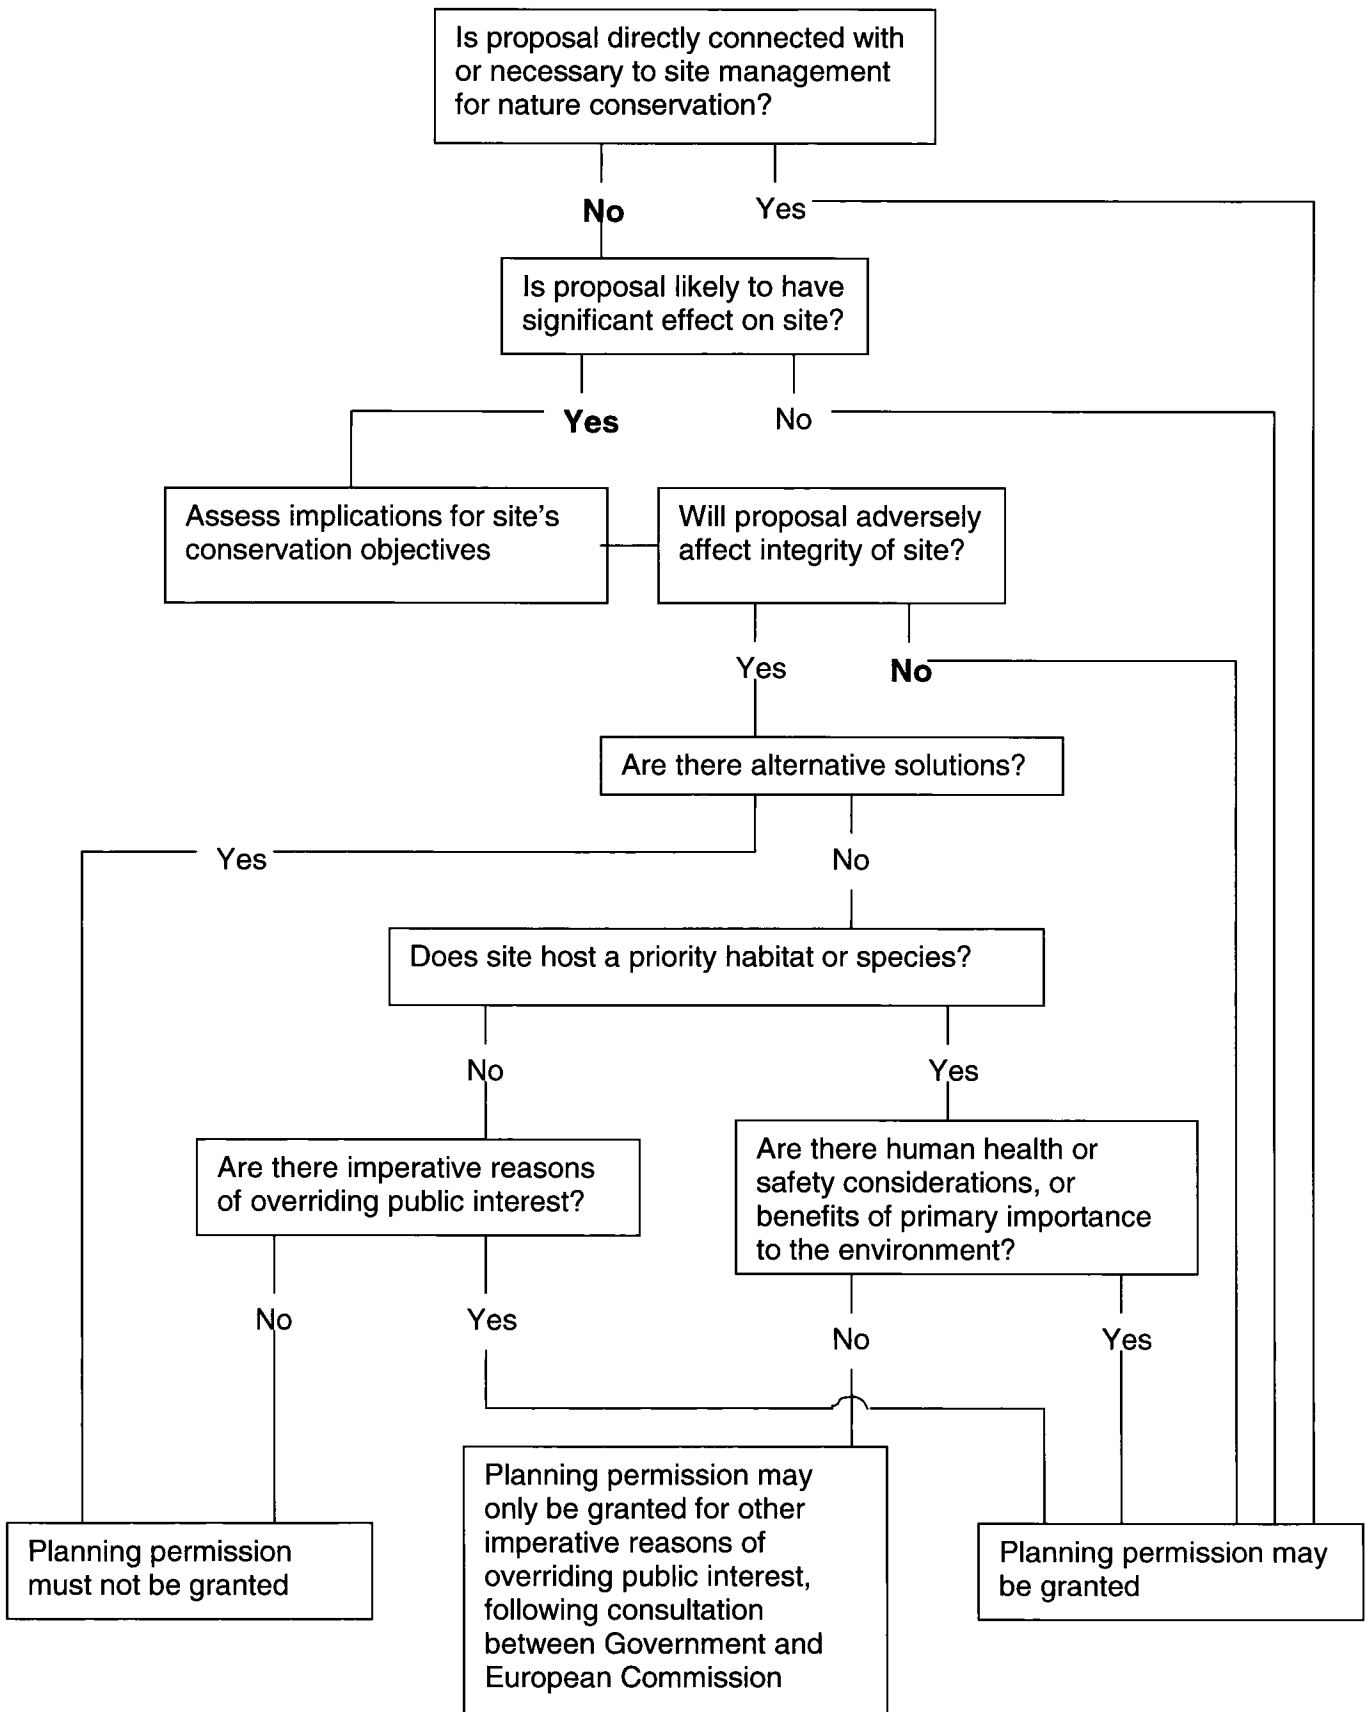 Is proposal directly connected with
or necessary to site management
for nature conservation?
No
Yes
Is proposal likely to have
significant effect on site?
Yes
No
Assess implications for site's
conservation objectives
Will proposal adversely
affect integrity of site?
Yes
No
Are there alternative solutions?
Yes
No
Does site host a priority habitat or species?
No
Yes
Are there imperative reasons
of overriding public interest?
Are there human health or
safety considerations, or
benefits of primary importance
to the environment?
No
Yes
No
Yes
Planning permission
must not be granted
Planning permission may
only be granted for other
imperative reasons of
overriding public interest,
following consultation
between Government and
European Commission
Planning permission may
be granted